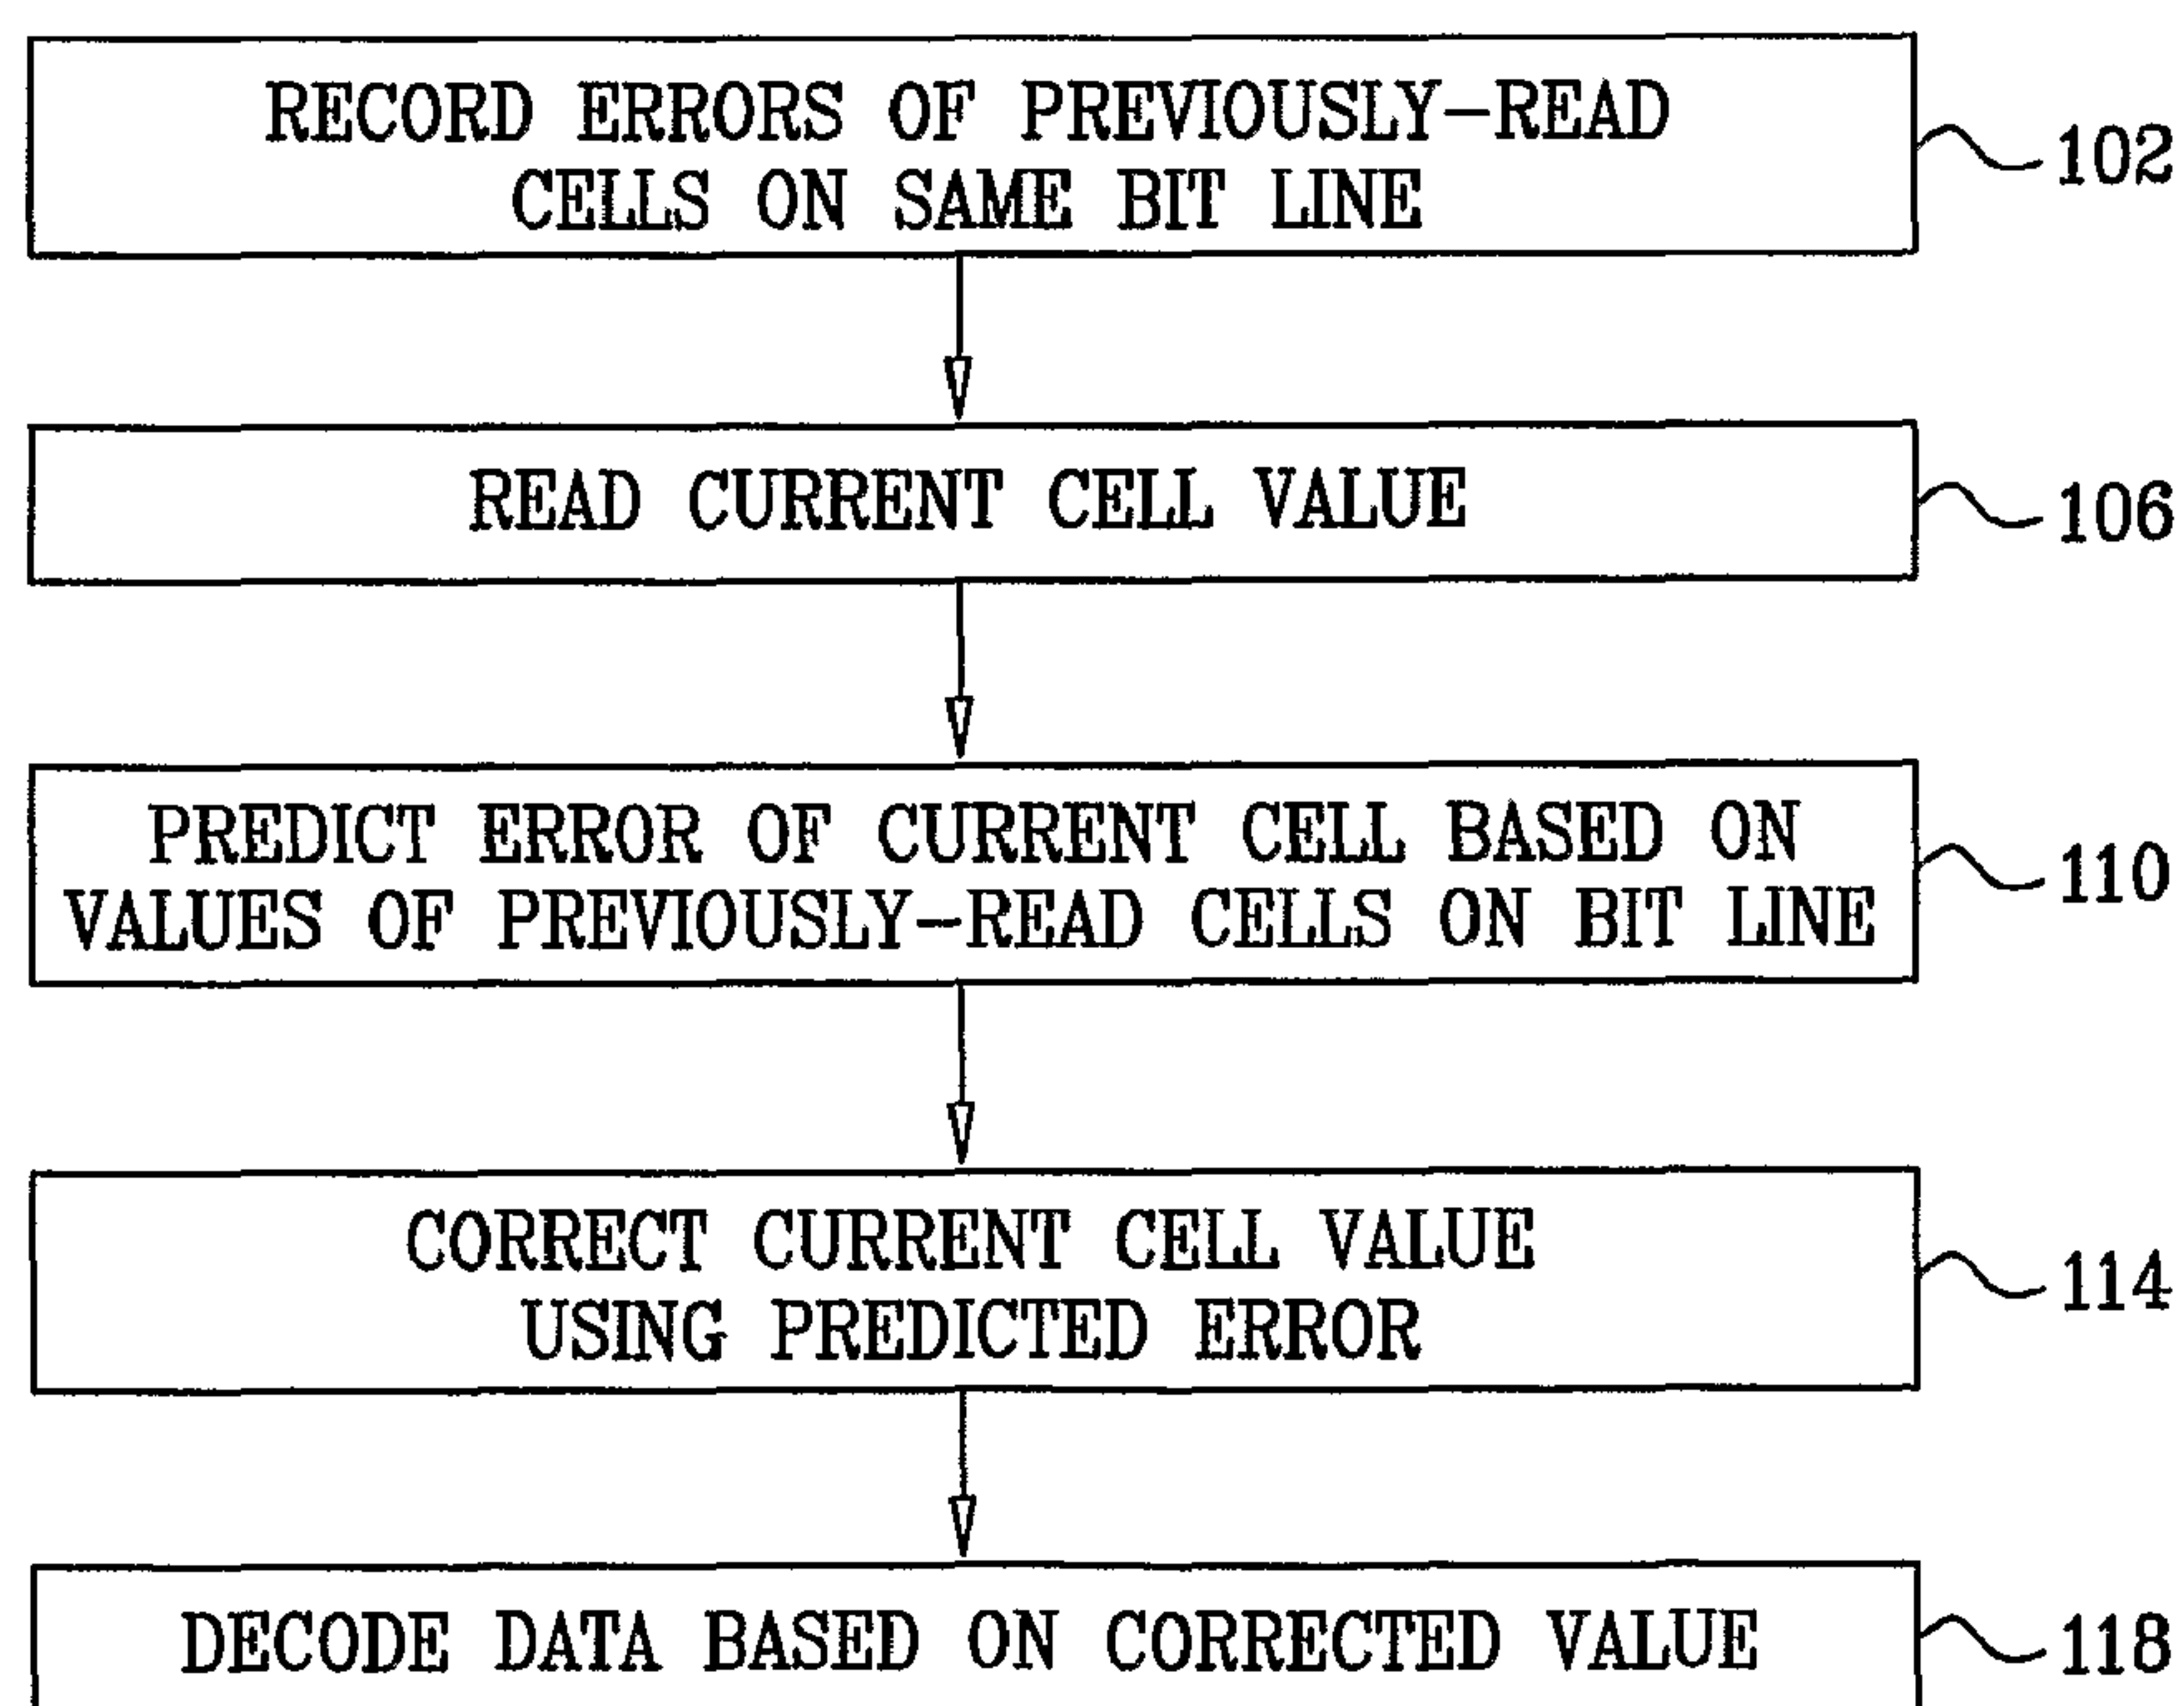 RECORD ERRORS OF PREVIOUSLY-READ
CELLS ON SAME BIT LINE
102
READ CURRENT CELL VALUE
106
PREDICT ERROR OF CURRENT CELL BASED ON
VALUES OF PREVIOUSLY-READ CELLS ON BIT LINE
110
CORRECT CURRENT CELL VALUE
USING PREDICTED ERROR
114
DECODE DATA BASED ON CORRECTED VALUE
118